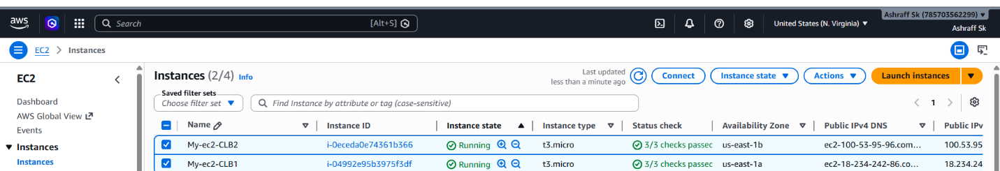 aws Search [Alt+S] United States (N. Virginia) Ashraff Sk (785703562299)
Ashraff Sk
EC2 > Instances
EC2
Dashboard
AWS Global View
Events
Instances
Instances
Instances (2/4) Info Last updated less than a minute ago Connect Instance state Actions Launch instances
Saved filter sets
Choose filter set Find Instance by attribute or tag (case-sensitive) 1
Name Instance ID Instance state Instance type Status check Availability Zone Public IPv4 DNS Public IPv
My-ec2-CLB2 i-0eceda0e74361b366 Running t3.micro 3/3 checks passec us-east-1b ec2-100-53-95-96.com... 100.53.95
My-ec2-CLB1 i-04992e95b3975f3df Running t3.micro 3/3 checks passec us-east-1a ec2-18-234-242-86.co... 18.234.24